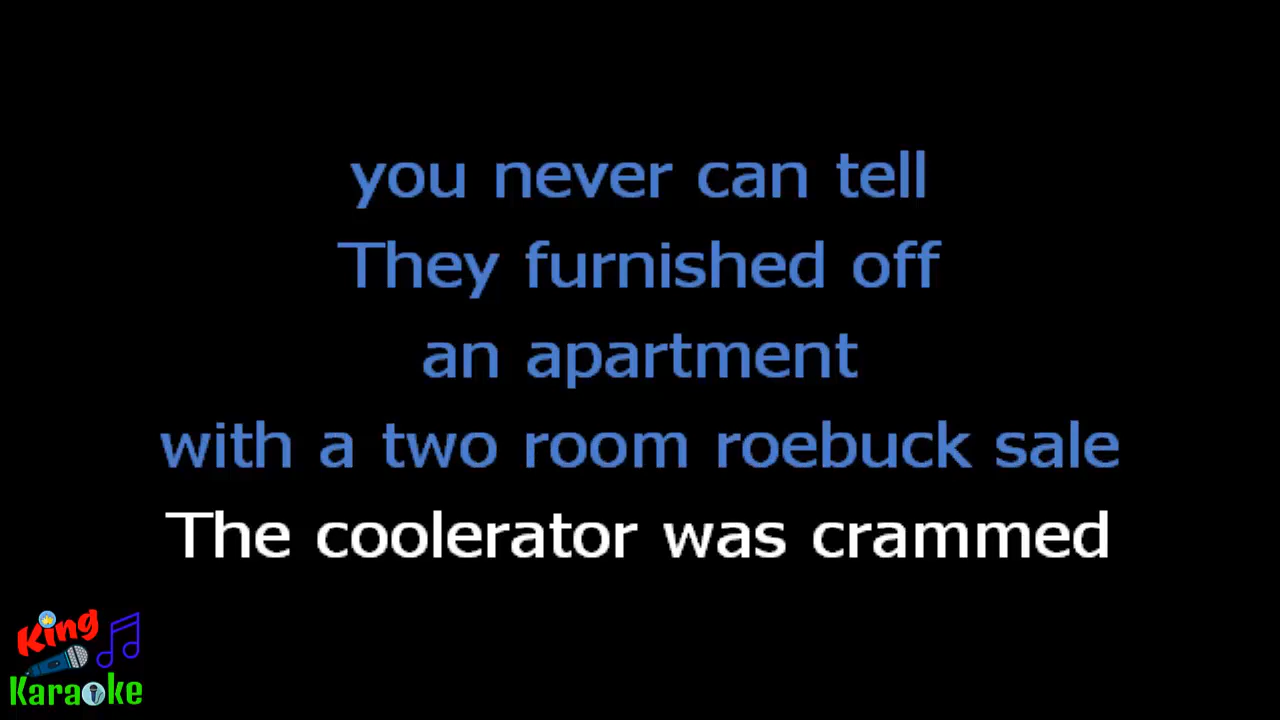 you never can tell
They furnished off
an apartment
with a two room roebuck sale
The coolerator was crammed
King
Karaoke